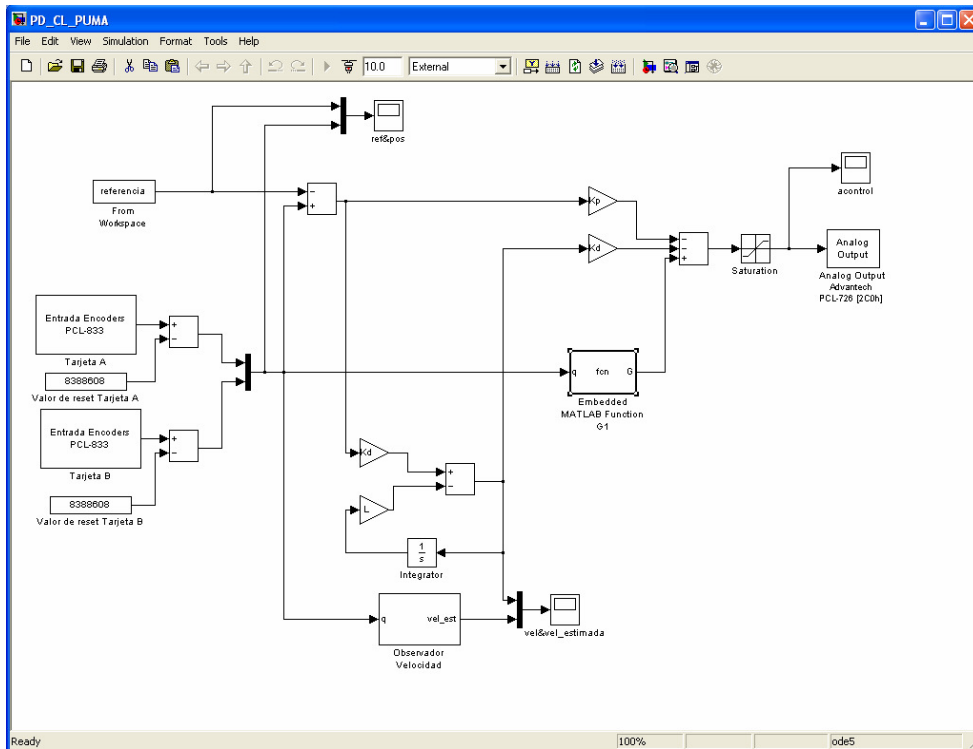 PD_CL_PUMA
File Edit View Simulation Format Tools Help
10.0 External
ref&pos
referencia
From
Workspace
-
+
Kp
Kd
-
-
+
Saturation
acontrol
Analog
Output
Analog Output
Advantech
PCL-726 [2C0h]
Entrada Encoders
PCL-833
Tarjeta A
+
-
8388608
Valor de reset Tarjeta A
Entrada Encoders
PCL-833
Tarjeta B
+
-
8388608
Valor de reset Tarjeta B
q fcn G
Embedded
MATLAB Function
G1
Kd
+
-
L
1
s
Integrator
q vel_est
Observador
Velocidad
vel&vel_estimada
Ready 100% ode5